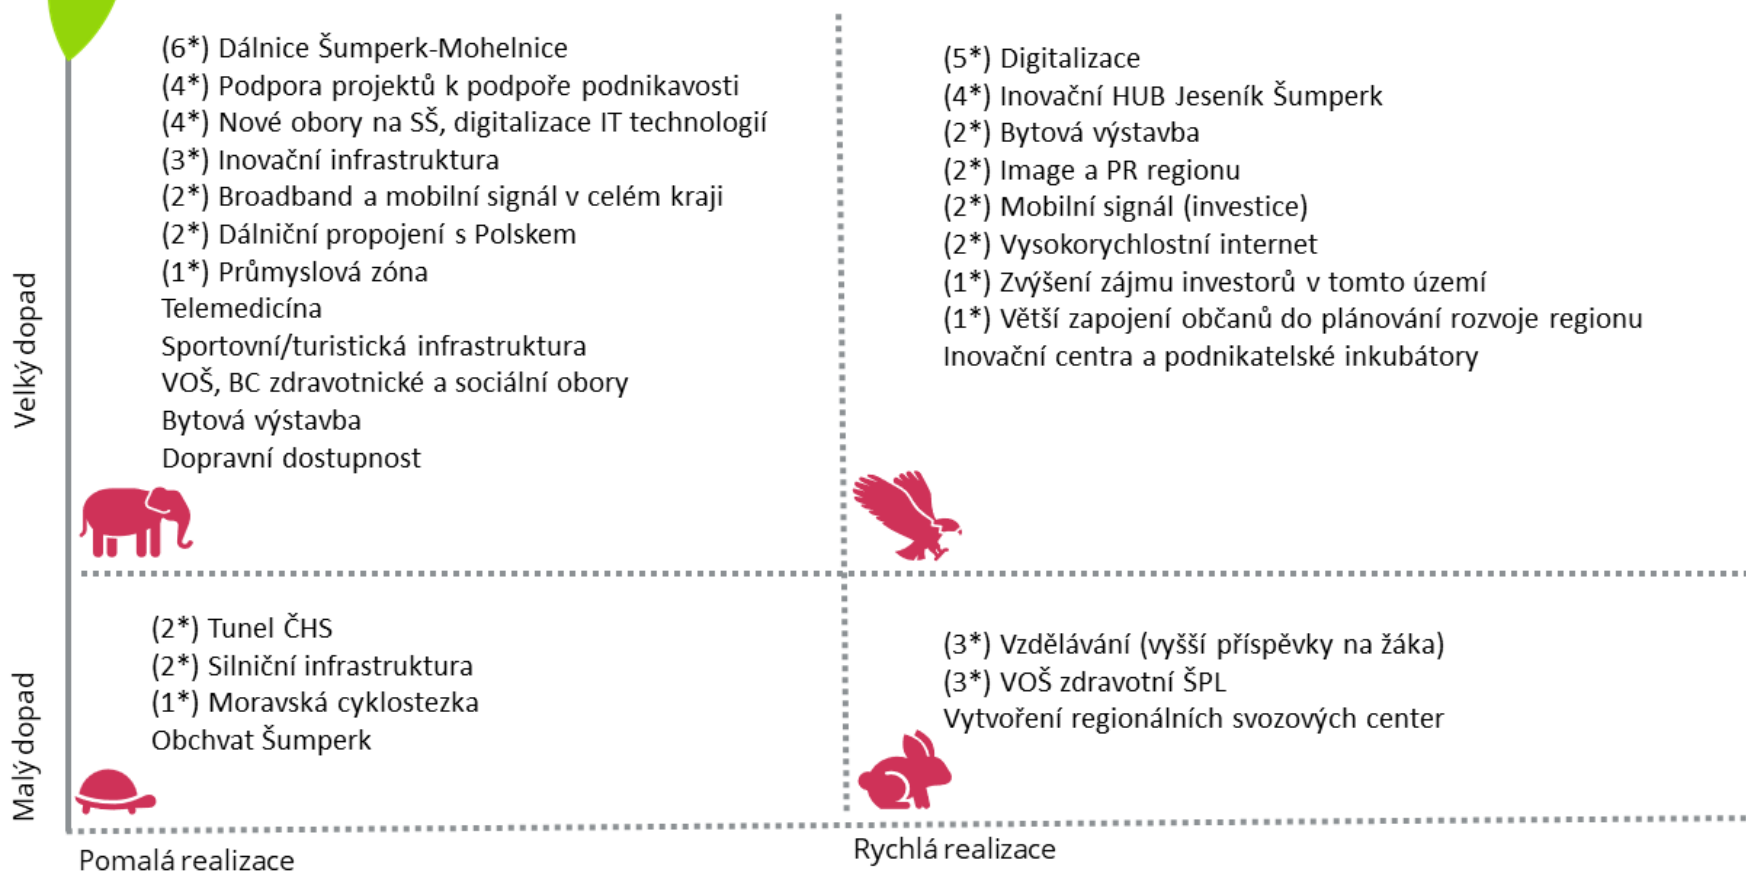 (6*) Dálnice Šumperk-Mohelnice
(4*) Podpora projektů k podpoře podnikavosti
(4*) Nové obory na SŠ, digitalizace IT technologií
(3*) Inovační infrastruktura
(2*) Broadband a mobilní signál v celém kraji
(2*) Dálniční propojení s Polskem
(1*) Průmyslová zóna
Telemedicína
Sportovní/turistická infrastruktura
VOŠ, BC zdravotnické a sociální obory
Bytová výstavba
Dopravní dostupnost
(5*) Digitalizace
(4*) Inovační HUB Jeseník Šumperk
(2*) Bytová výstavba
(2*) Image a PR regionu
(2*) Mobilní signál (investice)
(2*) Vysokorychlostní internet
(1*) Zvýšení zájmu investorů v tomto území
(1*) Větší zapojení občanů do plánování rozvoje regionu
Inovační centra a podnikatelské inkubátory
Velký dopad
(2*) Tunel ČHS
(2*) Silniční infrastruktura
(1*) Moravská cyklostezka
Obchvat Šumperk
(3*) Vzdělávání (vyšší příspěvky na žáka)
(3*) VOŠ zdravotní ŠPL
Vytvoření regionálních svozových center
Malý dopad
Pomalá realizace
Rychlá realizace